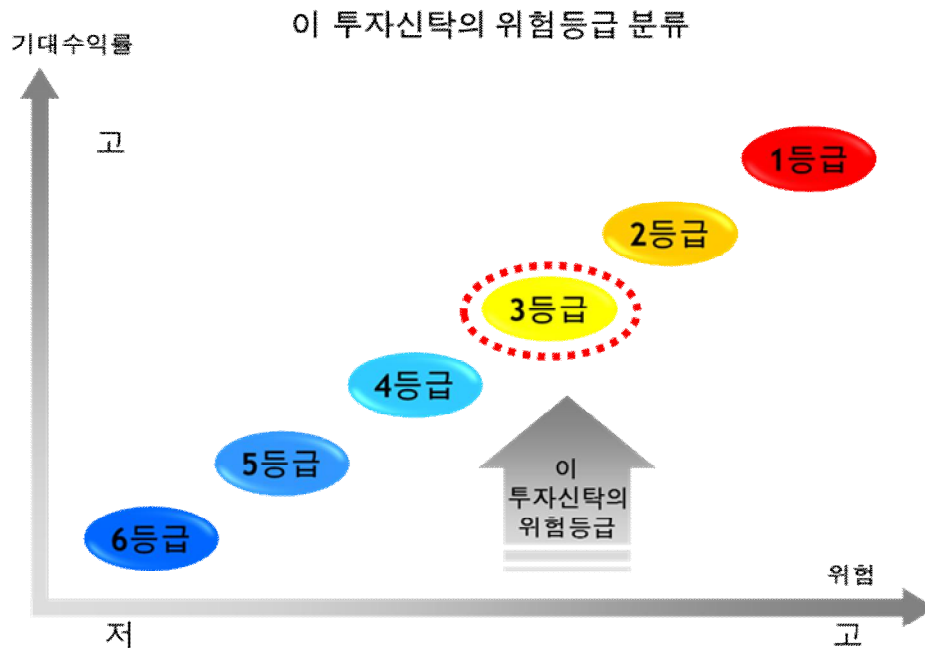 이 투자신탁의 위험등급 분류
기대수익률
고
1등급
2등급
3등급
4등급
5등급
6등급
이
투자신탁의
위험등급
위험
저
고